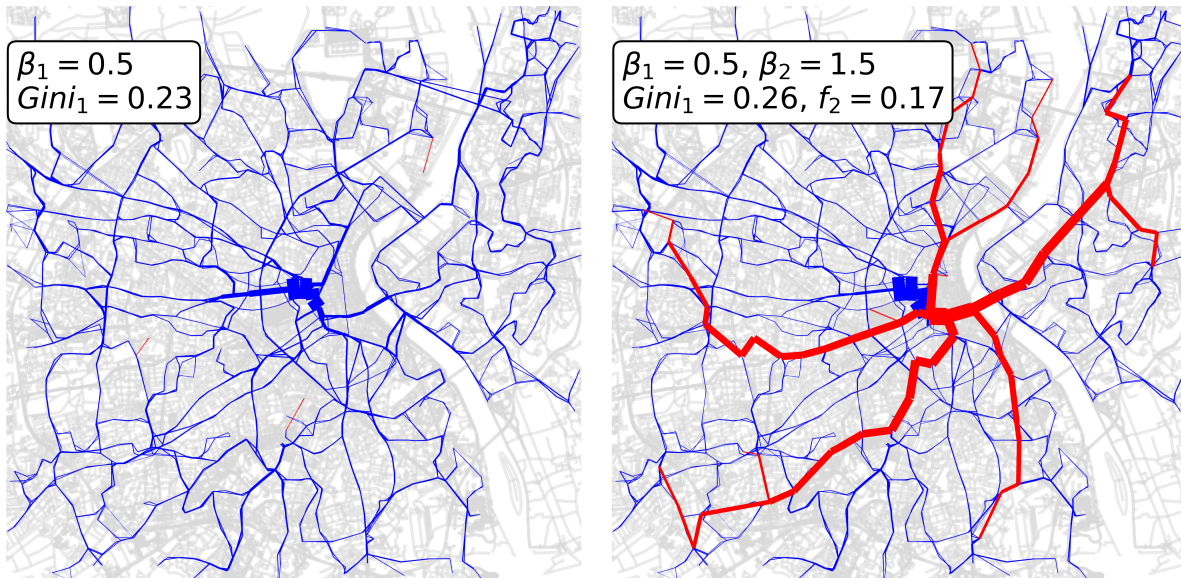 β₁ = 0.5
Gini₁ = 0.23
β₁ = 0.5, β₂ = 1.5
Gini₁ = 0.26, f₂ = 0.17